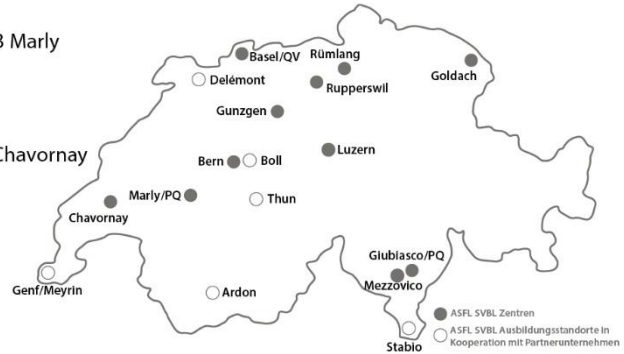 3 Marly
Basel/QV
Rümlang
Delémont
Rupperswil
Goldach
Gunzgen
Luzern
Bern
Boll
Chavornay
Marly/PQ
Thun
Chavornay
Giubiasco/PQ
Mezzovico
Genf/Meyrin
Ardon
ASFL SVBL Zentren
ASFL SVBL Ausbildungsstandorte in
Kooperation mit Partnerunternehmen
Stabio